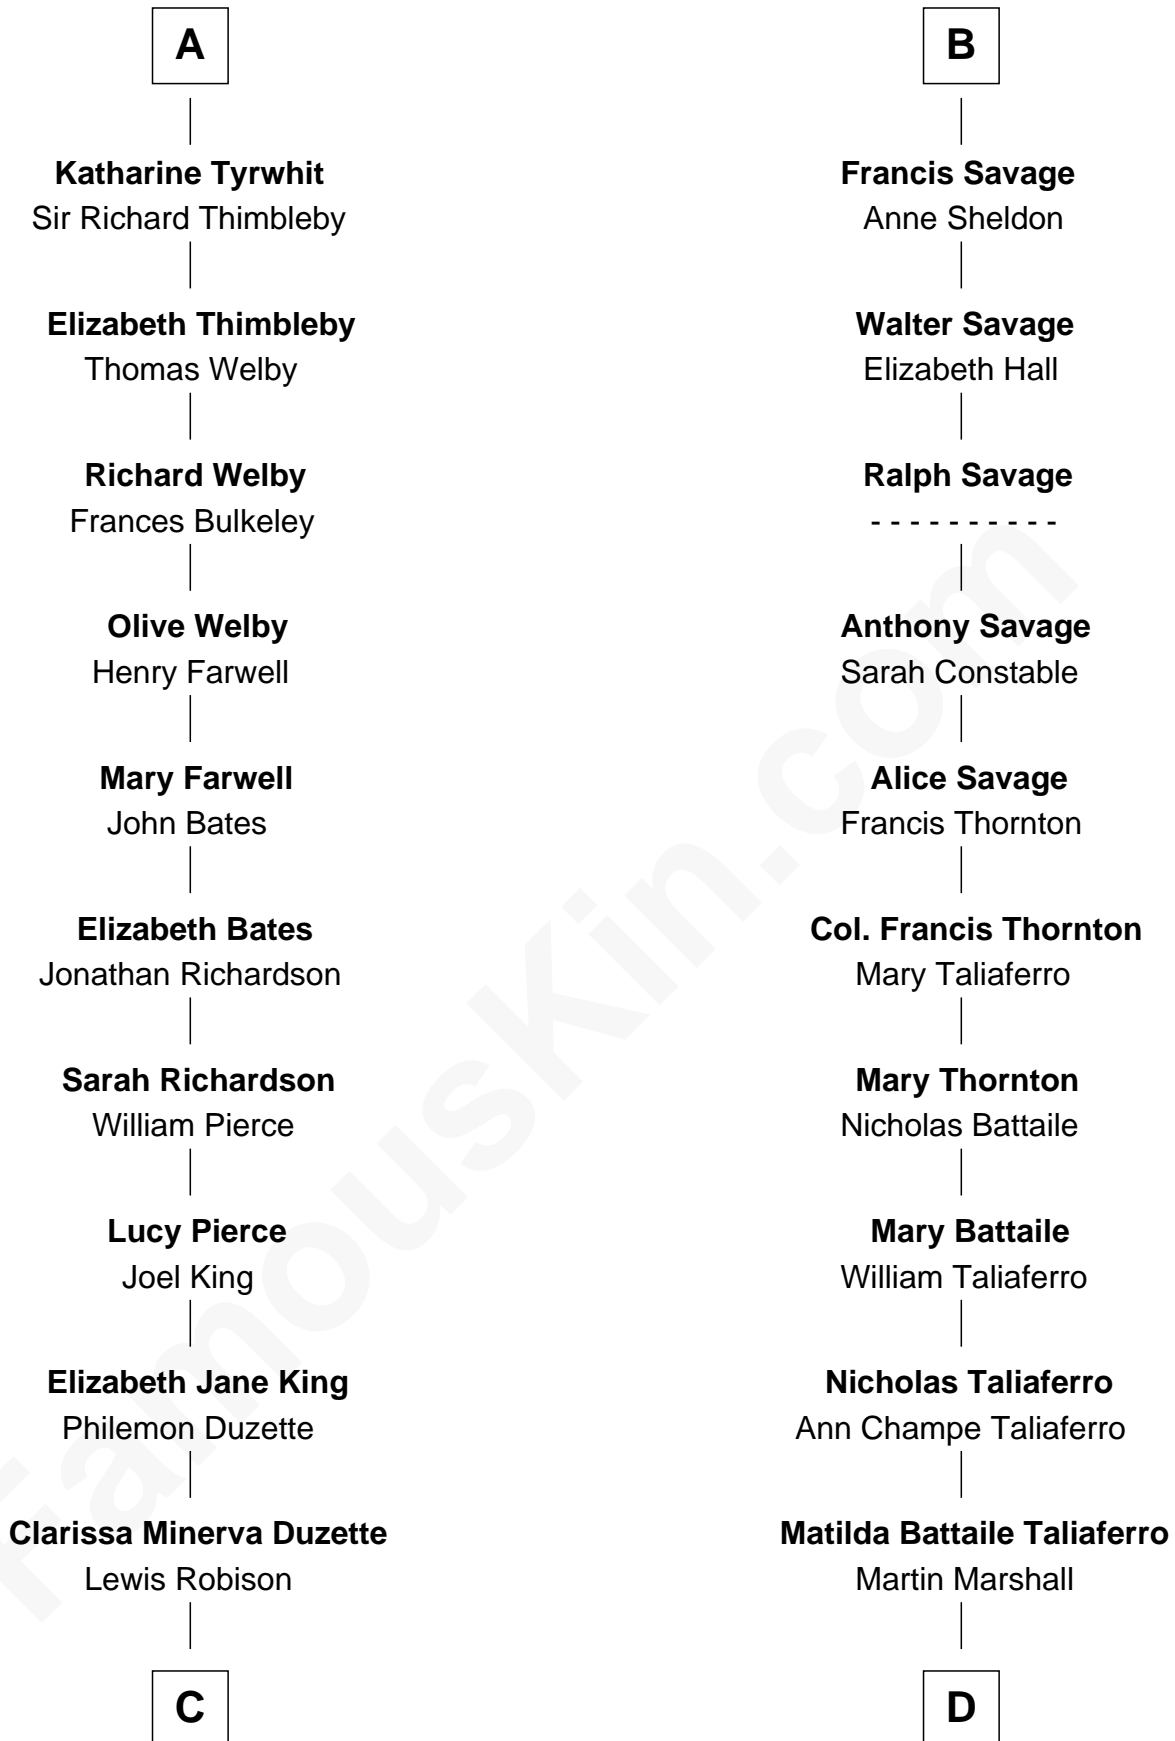 A
Katharine Tyrwhit
Sir Richard Thimbleby
Elizabeth Thimbleby
Thomas Welby
Richard Welby
Frances Bulkeley
Olive Welby
Henry Farwell
Mary Farwell
John Bates
Elizabeth Bates
Jonathan Richardson
Sarah Richardson
William Pierce
Lucy Pierce
Joel King
Elizabeth Jane King
Philemon Duzette
Clarissa Minerva Duzette
Lewis Robison
C
B
Francis Savage
Anne Sheldon
Walter Savage
Elizabeth Hall
Ralph Savage
- - - - - - - - - -
Anthony Savage
Sarah Constable
Alice Savage
Francis Thornton
Col. Francis Thornton
Mary Taliaferro
Mary Thornton
Nicholas Battaile
Mary Battaile
William Taliaferro
Nicholas Taliaferro
Ann Champe Taliaferro
Matilda Battaile Taliaferro
Martin Marshall
D
FamousKin.com